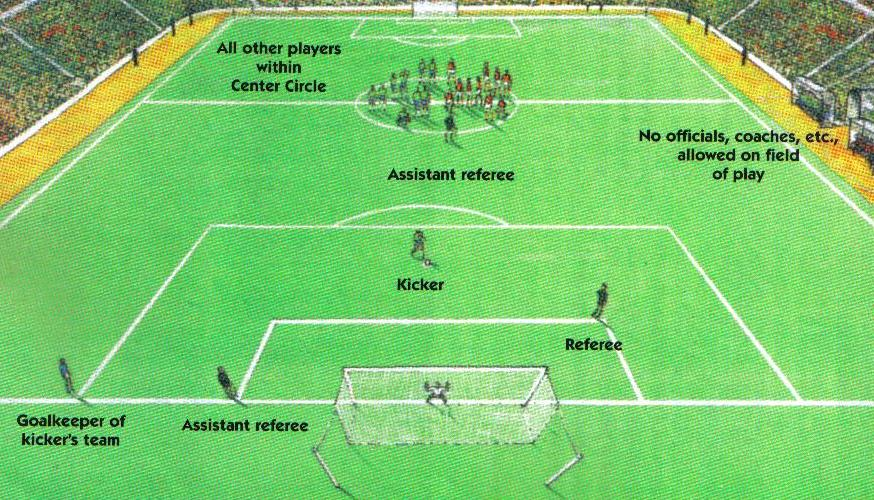 All other players
within
Center Circle
No officials, coaches, etc.,
allowed on field
of play
Assistant referee
Kicker
Referee
Goalkeeper of
kicker's team
Assistant referee